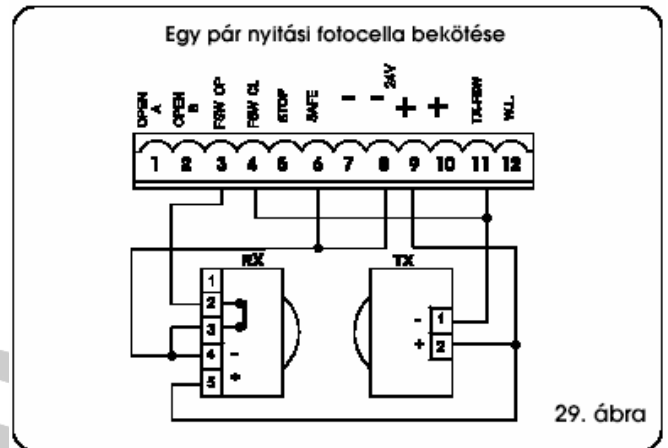 Egy pár nyitási fotocella bekötése
OPEN A
OPEN B
FSW OP
FSW CL
STOP
SAFE
-
-
24V
+
+
TX-FSW
W.L.
1 2 3 4 5 6 7 8 9 10 11 12
RX
TX
1
2
3
4 -
5 +
- 1
+ 2
29. ábra